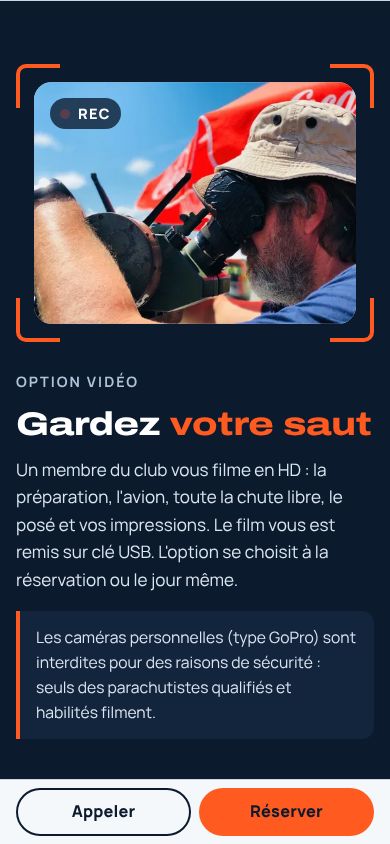 REC
OPTION VIDÉO
Gardez votre saut
Un membre du club vous filme en HD : la
préparation, l'avion, toute la chute libre, le
posé et vos impressions. Le film vous est
remis sur clé USB. L'option se choisit à la
réservation ou le jour même.
Les caméras personnelles (type GoPro) sont
interdites pour des raisons de sécurité :
seuls des parachutistes qualifiés et
habilités filment.
Appeler
Réserver